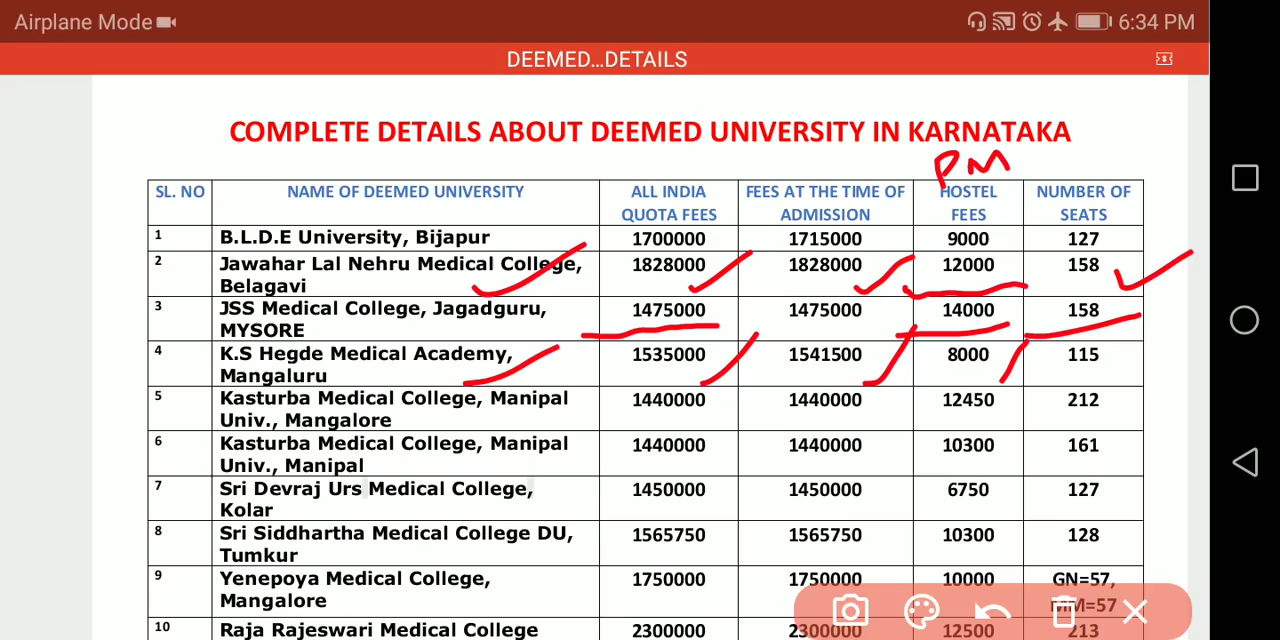 Airplane Mode 6:34 PM
DEEMED...DETAILS
COMPLETE DETAILS ABOUT DEEMED UNIVERSITY IN KARNATAKA
PM
SL. NO NAME OF DEEMED UNIVERSITY ALL INDIA QUOTA FEES FEES AT THE TIME OF ADMISSION HOSTEL FEES NUMBER OF SEATS
1 B.L.D.E University, Bijapur 1700000 1715000 9000 127
2 Jawahar Lal Nehru Medical College, 1828000 1828000 12000 158
Belagavi
3 JSS Medical College, Jagadguru, 1475000 1475000 14000 158
MYSORE
4 K.S Hegde Medical Academy, 1535000 1541500 8000 115
Mangaluru
5 Kasturba Medical College, Manipal 1440000 1440000 12450 212
Univ., Mangalore
6 Kasturba Medical College, Manipal 1440000 1440000 10300 161
Univ., Manipal
7 Sri Devraj Urs Medical College, 1450000 1450000 6750 127
Kolar
8 Sri Siddhartha Medical College DU, 1565750 1565750 10300 128
Tumkur
9 Yenepoya Medical College, 1750000 1750000 10000 GN=57,
Mangalore MM=57
10 Raja Rajeswari Medical College 2300000 2300000 12500 213